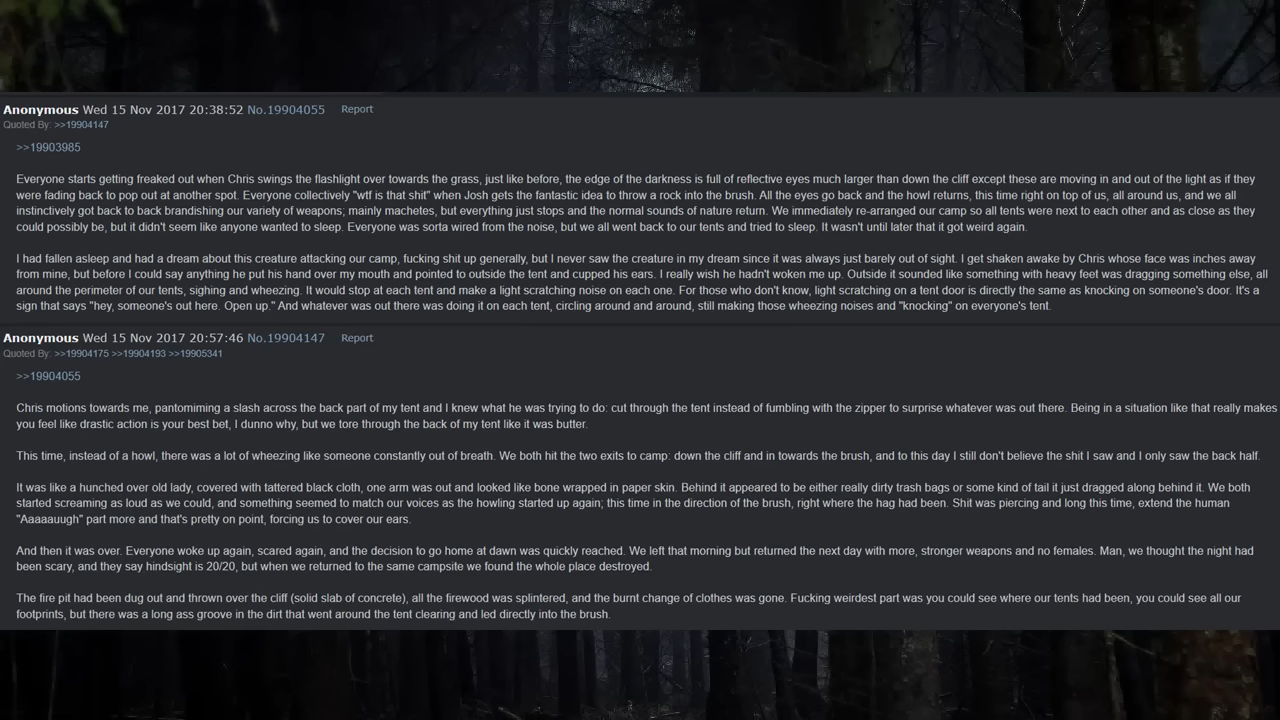 Anonymous Wed 15 Nov 2017 20:38:52 No.19904055 Report
Quoted By: >>19904147
>>19903985
Everyone starts getting freaked out when Chris swings the flashlight over towards the grass, just like before, the edge of the darkness is full of reflective eyes much larger than down the cliff except these are moving in and out of the light as if they
were fading back to pop out at another spot. Everyone collectively "wtf is that shit" when Josh gets the fantastic idea to throw a rock into the brush. All the eyes go back and the howl returns, this time right on top of us, all around us, and we all
instinctively got back to back brandishing our variety of weapons; mainly machetes, but everything just stops and the normal sounds of nature return. We immediately re-arranged our camp so all tents were next to each other and as close as they
could possibly be, but it didn't seem like anyone wanted to sleep. Everyone was sorta wired from the noise, but we all went back to our tents and tried to sleep. It wasn't until later that it got weird again.
I had fallen asleep and had a dream about this creature attacking our camp, fucking shit up generally, but I never saw the creature in my dream since it was always just barely out of sight. I get shaken awake by Chris whose face was inches away
from mine, but before I could say anything he put his hand over my mouth and pointed to outside the tent and cupped his ears. I really wish he hadn't woken me up. Outside it sounded like something with heavy feet was dragging something else, all
around the perimeter of our tents, sighing and wheezing. It would stop at each tent and make a light scratching noise on each one. For those who don't know, light scratching on a tent door is directly the same as knocking on someone's door. It's a
sign that says "hey, someone's out here. Open up." And whatever was out there was doing it on each tent, circling around and around, still making those wheezing noises and "knocking" on everyone's tent.
Anonymous Wed 15 Nov 2017 20:57:46 No.19904147 Report
Quoted By: >>19904175 >>19904193 >>19905341
>>19904055
Chris motions towards me, pantomiming a slash across the back part of my tent and I knew what he was trying to do: cut through the tent instead of fumbling with the zipper to surprise whatever was out there. Being in a situation like that really makes
you feel like drastic action is your best bet, I dunno why, but we tore through the back of my tent like it was butter.
This time, instead of a howl, there was a lot of wheezing like someone constantly out of breath. We both hit the two exits to camp: down the cliff and in towards the brush, and to this day I still don't believe the shit I saw and I only saw the back half.
It was like a hunched over old lady, covered with tattered black cloth, one arm was out and looked like bone wrapped in paper skin. Behind it appeared to be either really dirty trash bags or some kind of tail it just dragged along behind it. We both
started screaming as loud as we could, and something seemed to match our voices as the howling started up again; this time in the direction of the brush, right where the hag had been. Shit was piercing and long this time, extend the human
"Aaaaauugh" part more and that's pretty on point, forcing us to cover our ears.
And then it was over. Everyone woke up again, scared again, and the decision to go home at dawn was quickly reached. We left that morning but returned the next day with more, stronger weapons and no females. Man, we thought the night had
been scary, and they say hindsight is 20/20, but when we returned to the same campsite we found the whole place destroyed.
The fire pit had been dug out and thrown over the cliff (solid slab of concrete), all the firewood was splintered, and the burnt change of clothes was gone. Fucking weirdest part was you could see where our tents had been, you could see all our
footprints, but there was a long ass groove in the dirt that went around the tent clearing and led directly into the brush.